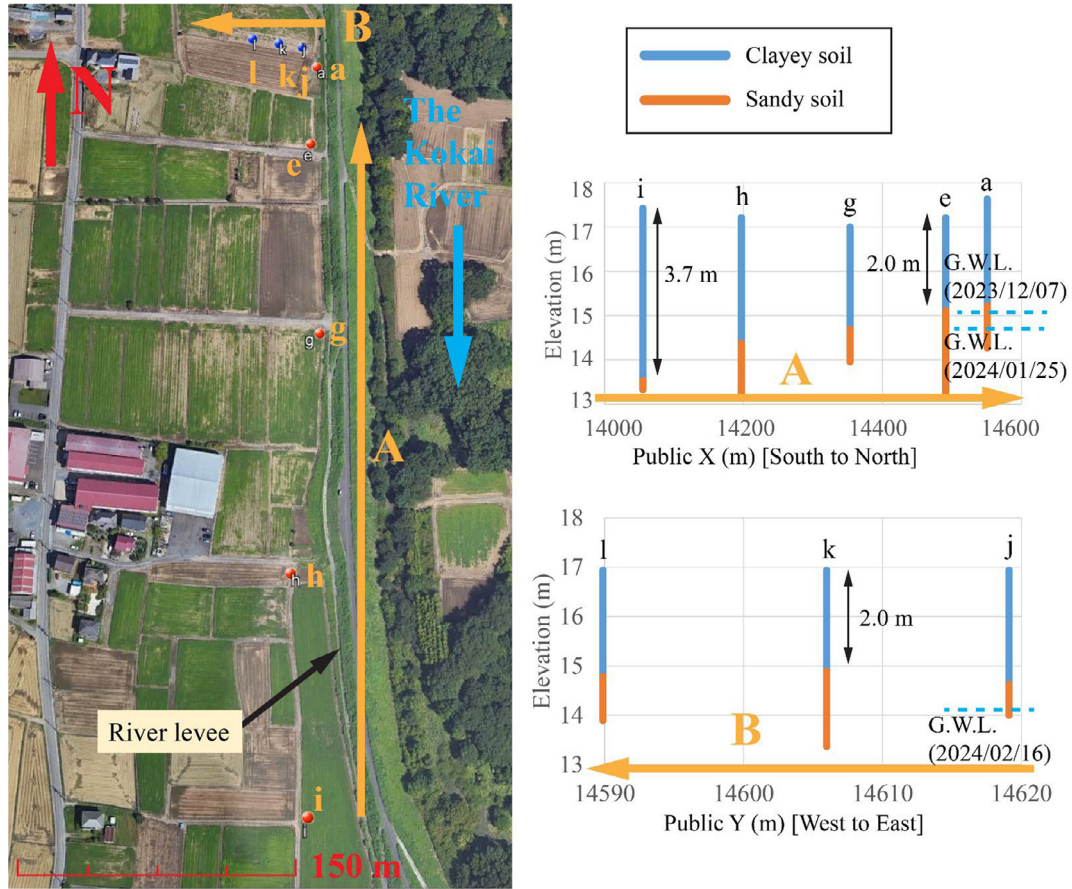 B
l
k
j
a
l
k
j
a
N
The
Kokai
River
e
e
g
g
A
h
h
River levee
i
150 m
Clayey soil
Sandy soil
18
17
16
15
14
13
Elevation (m)
i
h
g
e
a
3.7 m
2.0 m
G.W.L.
(2023/12/07)
G.W.L.
(2024/01/25)
A
14000
14200
14400
14600
Public X (m) [South to North]
18
17
16
15
14
13
Elevation (m)
l
k
j
2.0 m
G.W.L.
(2024/02/16)
B
14590
14600
14610
14620
Public Y (m) [West to East]